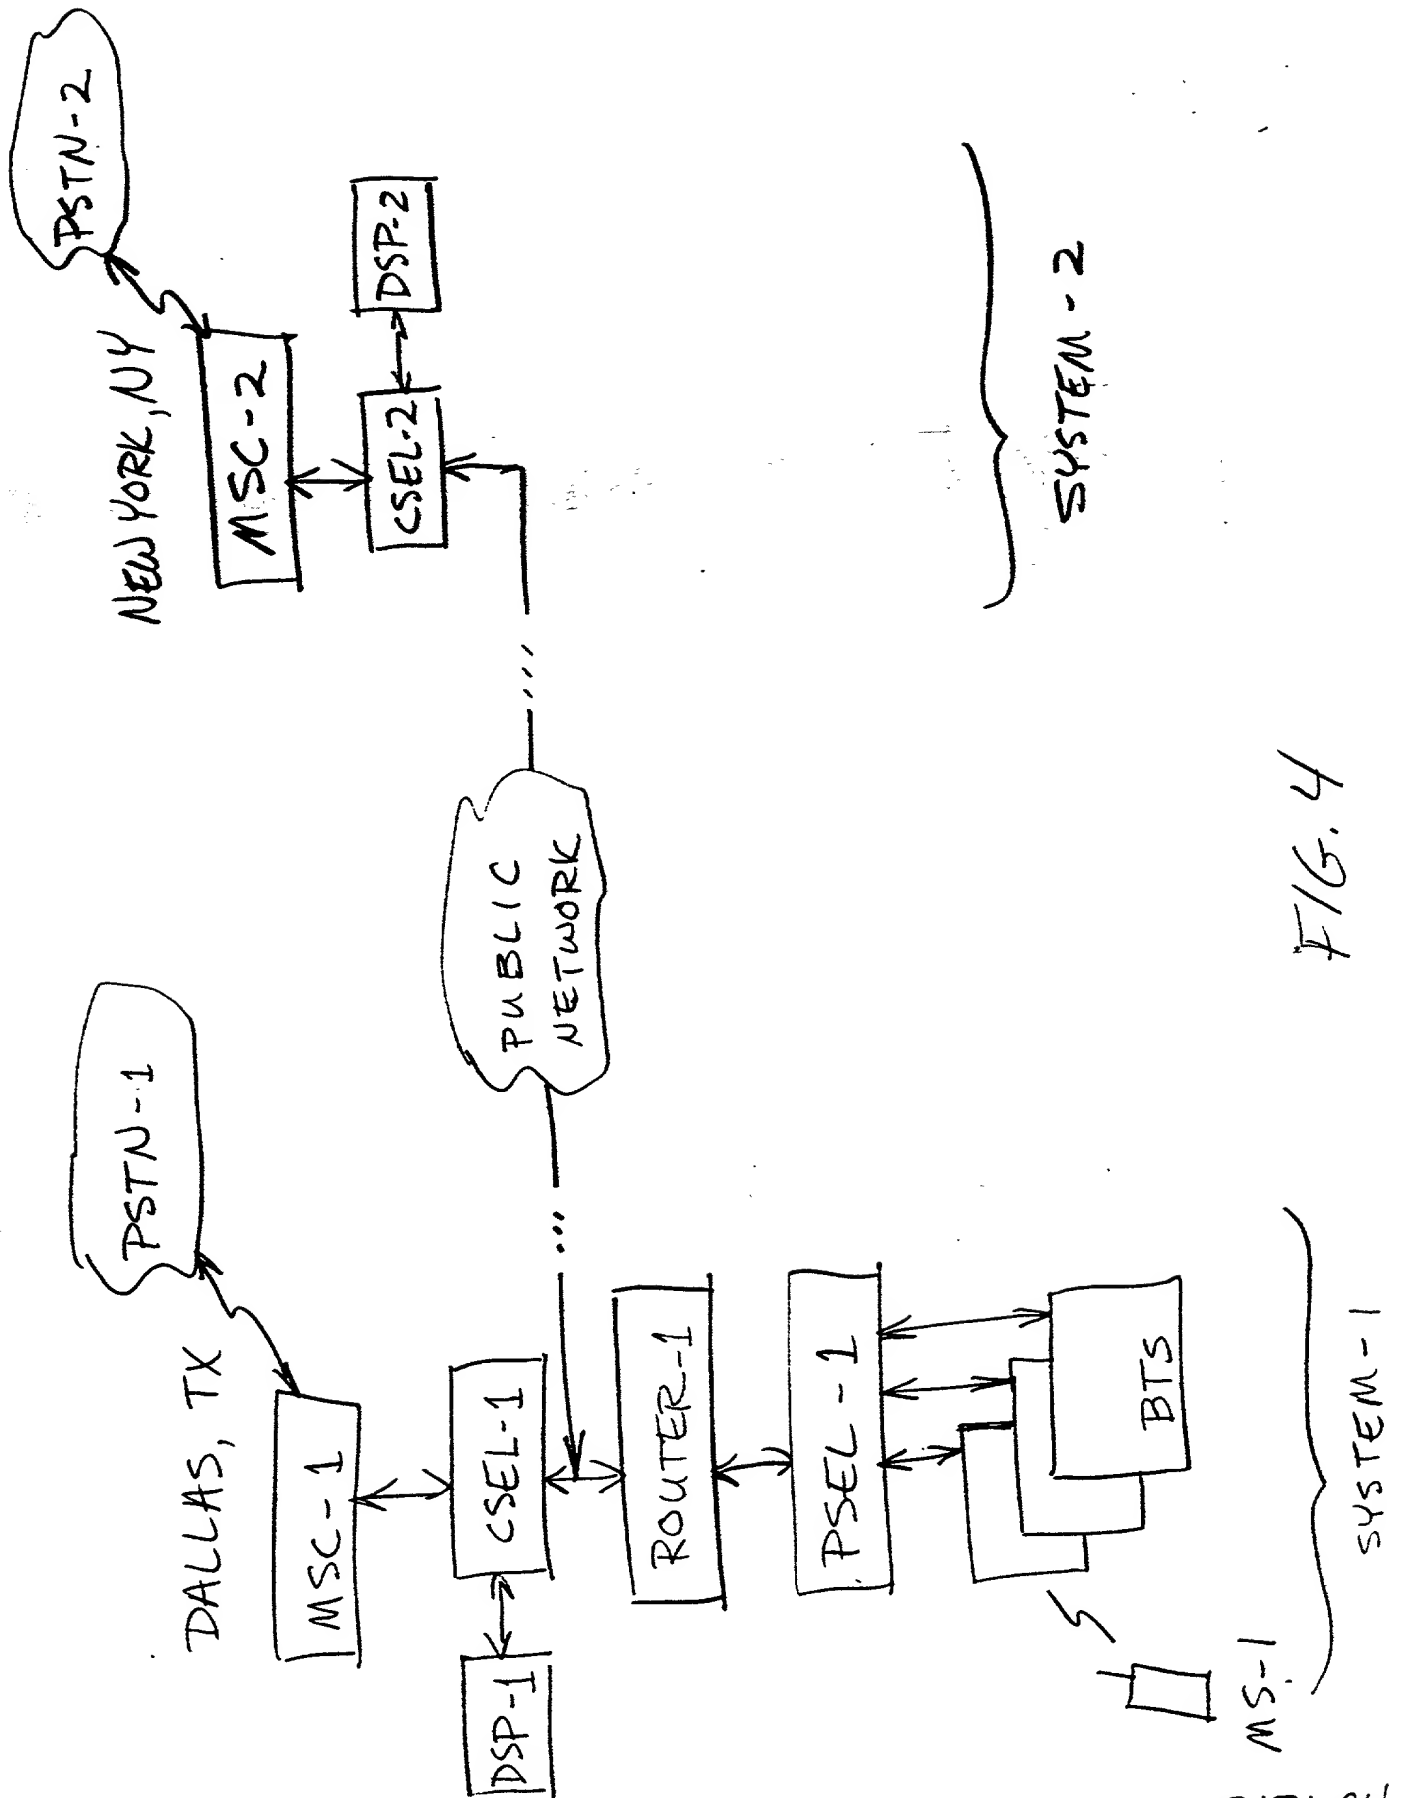 DALLAS, TX
PSTN-1
MSC-1
DSP-1
CSEL-1
ROUTER-1
PSEL-1
BTS
MS-1
SYSTEM-1
PUBLIC
NETWORK
NEW YORK, NY
PSTN-2
MSC-2
CSEL-2
DSP-2
SYSTEM-2
FIG. 4